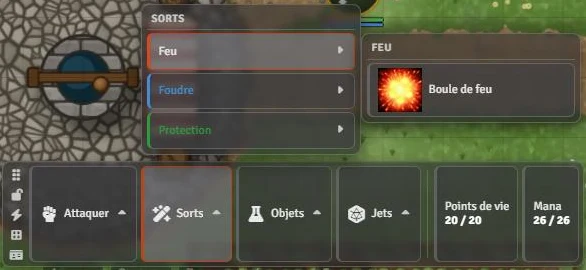 SORTS
Feu
Foudre
Protection
FEU
Boule de feu
Attaquer
Sorts
Objets
Jets
Points de vie
20 / 20
Mana
26 / 26